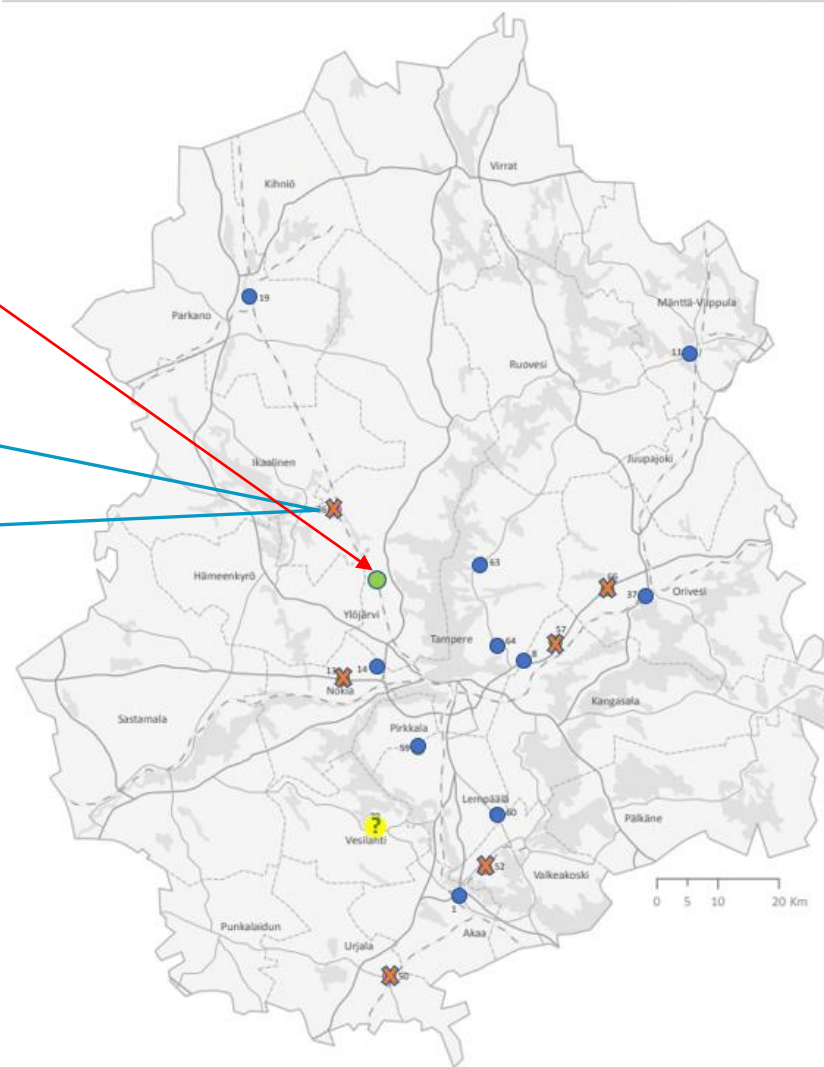 Virrat
Kihniö
19
Parkano
Mänttä-Vilppula
11
Ruovesi
Juupajoki
Ikaalinen
63
Hämeenkyrö
66
37
Orivesi
Ylöjärvi
57
Tampere
64
8
14
Nokia
Kangasala
Sastamala
Pirkkala
59
Lempäälä
60
Pälkäne
?
Vesilahti
52
Valkeakoski
0 5 10 20 Km
1
Punkalaidun
Akaa
Urjala
50